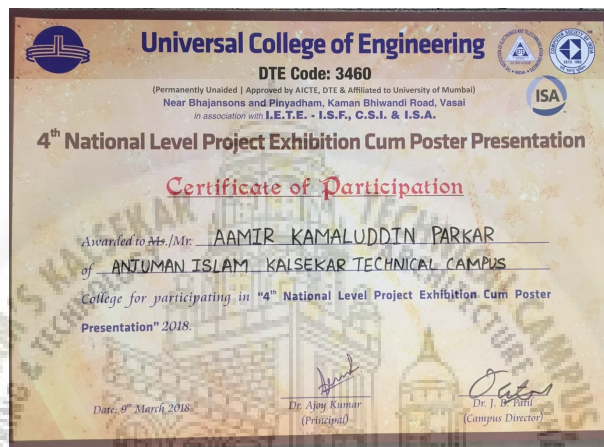 Universal College of Engineering
DTE Code: 3460
(Permanently Unaided | Approved by AICTE, DTE & Affiliated to University of Mumbai)
Near Bhajansons and Pinyadham, Kaman Bhiwandi Road, Vasai
in association with I.E.T.E. - I.S.F., C.S.I. & I.S.A.
ISA
4th National Level Project Exhibition Cum Poster Presentation
Certificate of Participation
Awarded to Ms./Mr. AAMIR KAMALUDDIN PARKAR
of ANJUMAN ISLAM KALSEKAR TECHNICAL CAMPUS
College for participating in "4th National Level Project Exhibition Cum Poster
Presentation" 2018.
Date: 9th March 2018
Dr. Ajoy Kumar
(Principal)
Dr. J. B. Patil
(Campus Director)